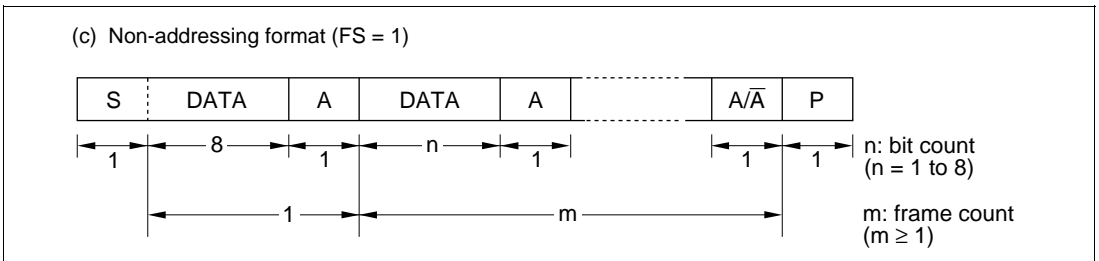 (c) Non-addressing format (FS = 1)
S DATA A DATA A A/A̅ P
1 8 1 n 1 1 1 n: bit count
(n = 1 to 8)
1 m m: frame count
(m ≥ 1)